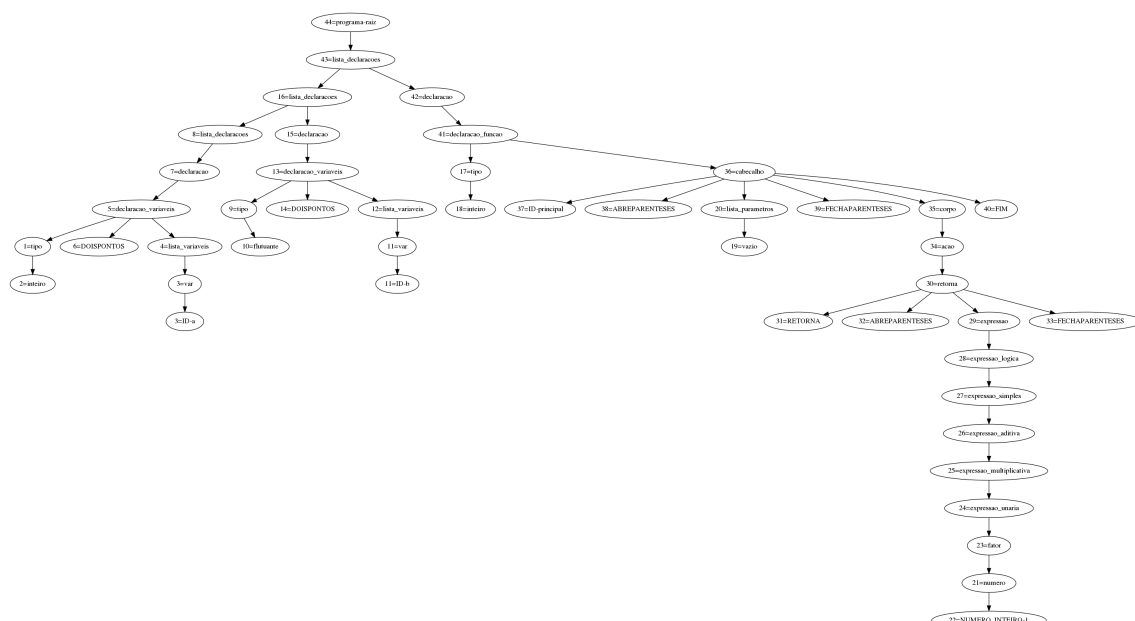 44=programa-raiz
43=lista_declaracoes
16=lista_declaracoes
42=declaracao
8=lista_declaracoes
15=declaracao
41=declaracao_funcao
7=declaracao
13=declaracao_variaveis
17=tipo
36=cabecalho
5=declaracao_variaveis
9=tipo
14=DOISPONTOS
12=lista_variaveis
18=inteiro
37=ID-principal
38=ABREPARENTESES
20=lista_parametros
39=FECHAPARENTESES
35=corpo
40=FIM
1=tipo
6=DOISPONTOS
4=lista_variaveis
10=flutuante
11=var
19=vazio
34=acao
2=inteiro
3=var
11=ID-b
30=retorna
3=ID-a
31=RETORNA
32=ABREPARENTESES
29=expressao
33=FECHAPARENTESES
28=expressao_logica
27=expressao_simples
26=expressao_aditiva
25=expressao_multiplicativa
24=expressao_unaria
23=fator
21=numero
22=NUMERO_INTEIRO-1